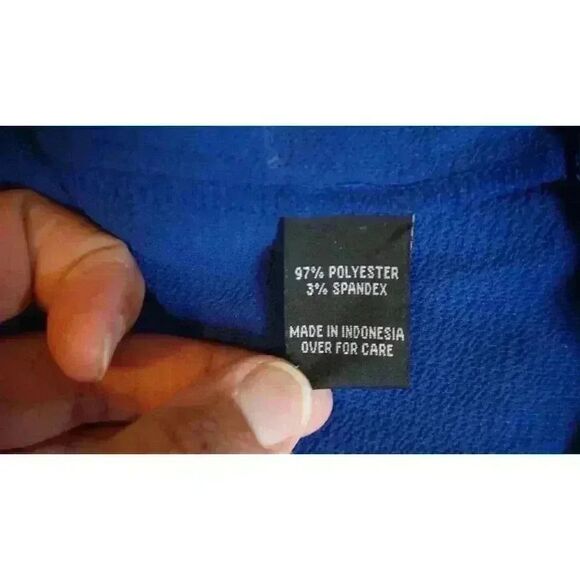 97% POLYESTER
3% SPANDEX
MADE IN INDONESIA
OVER FOR CARE